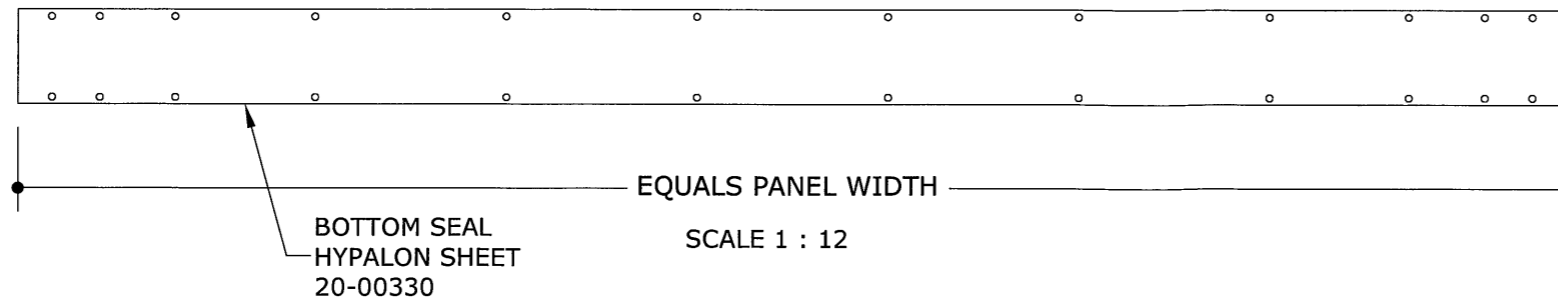 EQUALS PANEL WIDTH
SCALE 1 : 12
BOTTOM SEAL
HYPALON SHEET
20-00330